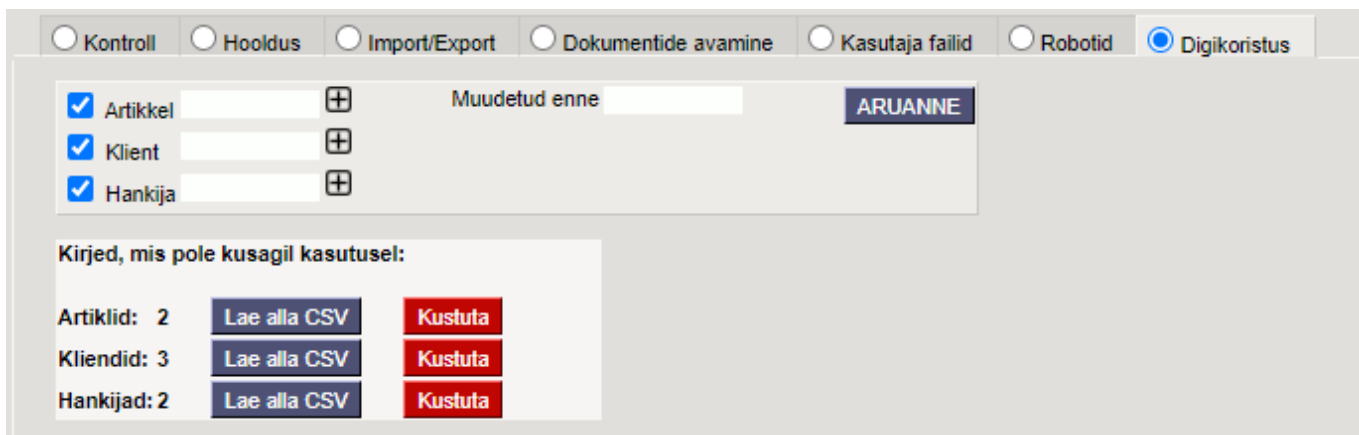 Kontroll Hooldus Import/Export Dokumentide avamine Kasutaja failid Robotid Digikoristus
Artikkel Muudetud enne ARUANNE
Klient
Hankija
Kirjed, mis pole kusagil kasutusel:
Artiklid: 2 Lae alla CSV Kustuta
Kliendid: 3 Lae alla CSV Kustuta
Hankijad: 2 Lae alla CSV Kustuta